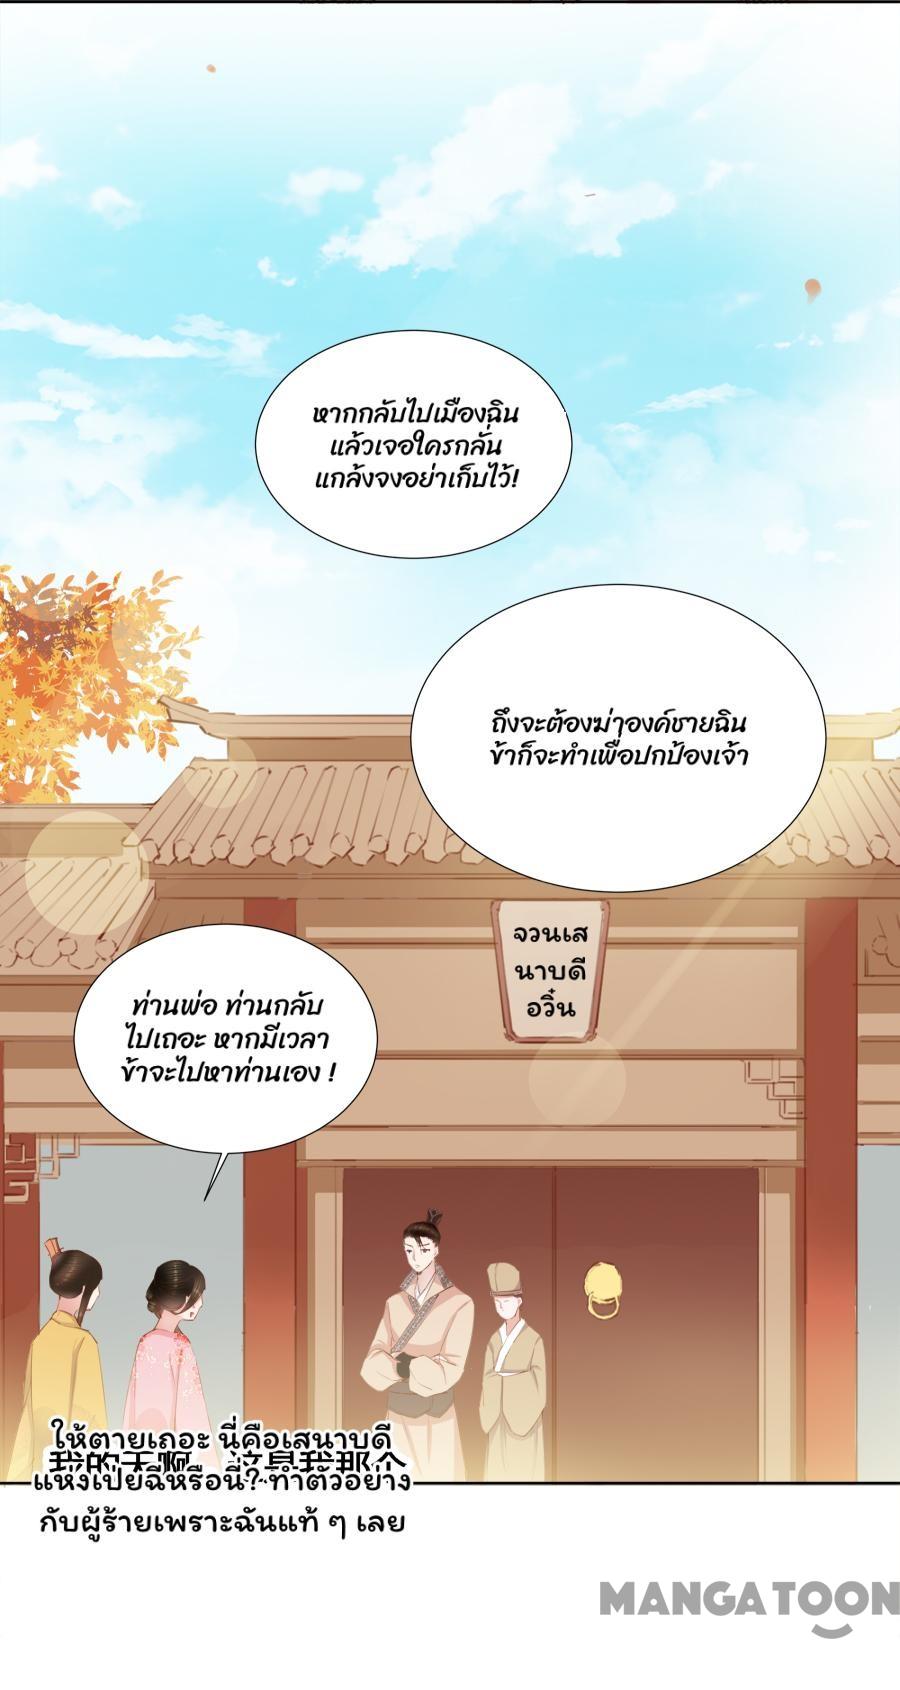 หากกลับไปเมืองฉิน
แล้วเจอใครกลั่น
แกล้งจงอย่าเก็บไว้!
ถึงจะต้องฆ่าองค์ชายฉิน
ข้าก็จะทำเพื่อปกป้องเจ้า
จวนเส
นาบดี
อวิ๋น
ท่านพ่อ ท่านกลับ
ไปเถอะ หากมีเวลา
ข้าจะไปหาท่านเอง !
ให้ตายเถอะ นี่คือเสนาบดี
我的天啊，这是我那个
แห่งเป่ยฉีหรือนี่? ทำตัวอย่าง
กับผู้ร้ายเพราะฉันแท้ ๆ เลย
MANGATOON